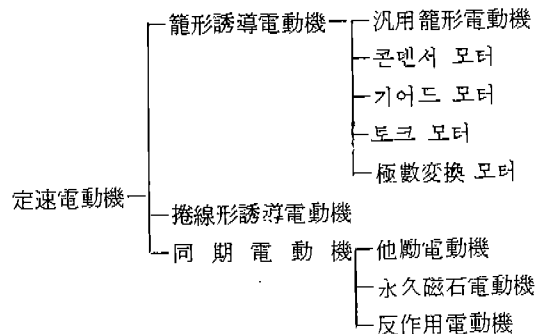 籠形誘導電動機
汎用籠形電動機
콘덴서 모터
기어드 모터
토크 모터
極數変換 모터
定速電動機
捲線形誘導電動機
同期電動機
他勵電動機
永久磁石電動機
反作用電動機